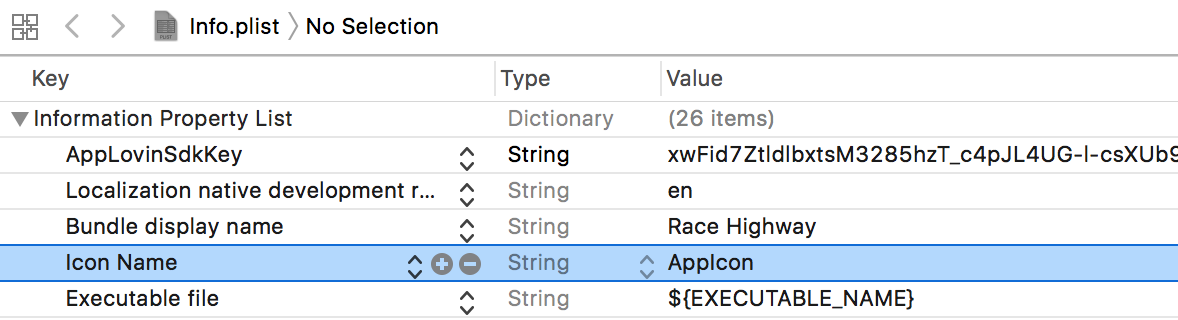 Info.plist No Selection
Key Type Value
Information Property List Dictionary (26 items)
AppLovinSdkKey String xwFid7ZtldlbxtsM3285hzT_c4pJL4UG-l-csXUb9
Localization native development r... String en
Bundle display name String Race Highway
Icon Name String AppIcon
Executable file String ${EXECUTABLE_NAME}